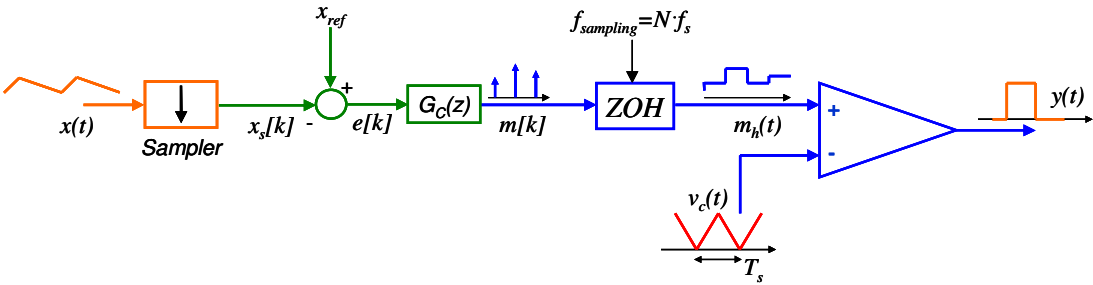 x_ref
f_sampling=N·f_s
+
G_C(z)
ZOH
+
y(t)
x(t)
x_s[k]
-
e[k]
m[k]
m_h(t)
-
Sampler
v_c(t)
T_s